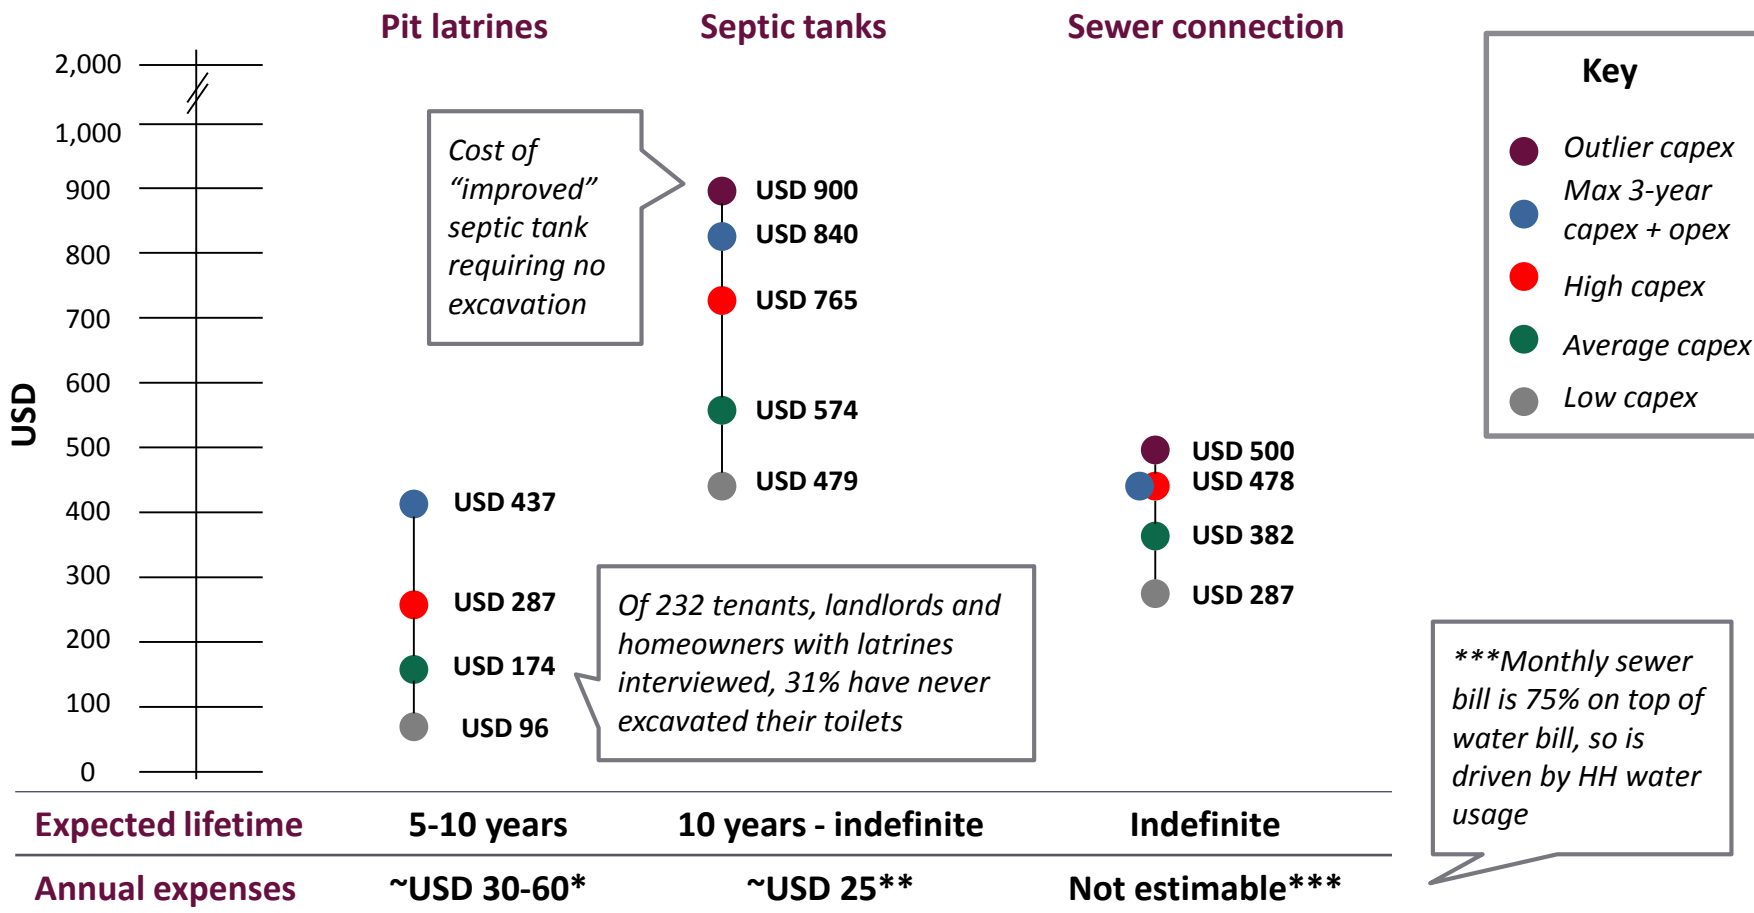 Pit latrines
Septic tanks
Sewer connection
USD
2,000
1,000
900
800
700
600
500
400
300
200
100
0
USD 437
USD 287
USD 174
USD 96
Cost of
“improved”
septic tank
requiring no
excavation
USD 900
USD 840
USD 765
USD 574
USD 479
Of 232 tenants, landlords and
homeowners with latrines
interviewed, 31% have never
excavated their toilets
USD 500
USD 478
USD 382
USD 287
Key
Outlier capex
Max 3-year
capex + opex
High capex
Average capex
Low capex
***Monthly sewer
bill is 75% on top of
water bill, so is
driven by HH water
usage
Expected lifetime 5-10 years 10 years - indefinite Indefinite
Annual expenses ~USD 30-60* ~USD 25** Not estimable***